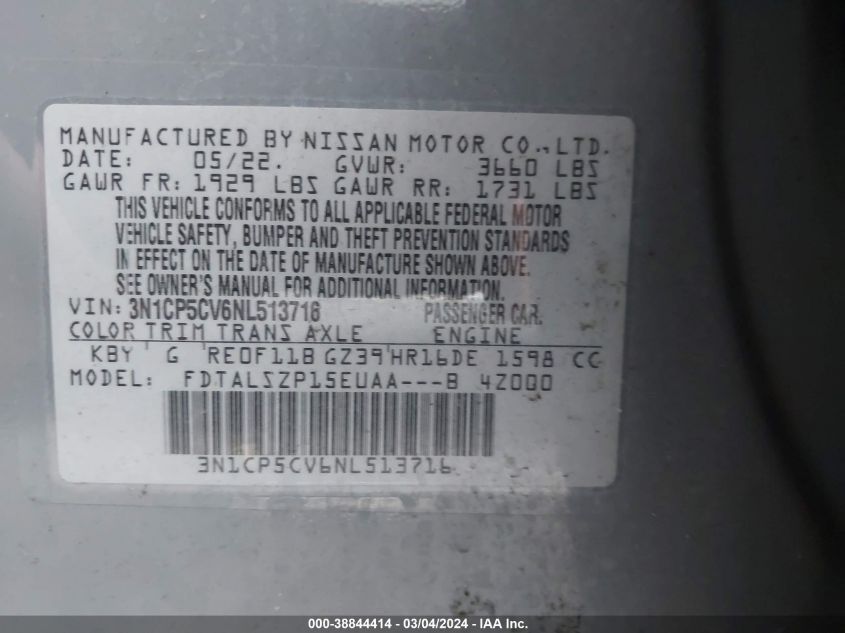 MANUFACTURED BY NISSAN MOTOR CO., LTD.
DATE: 05/22. GVWR: 3660 LBS
GAWR FR: 1929 LBS GAWR RR: 1731 LBS
THIS VEHICLE CONFORMS TO ALL APPLICABLE FEDERAL MOTOR
VEHICLE SAFETY, BUMPER AND THEFT PREVENTION STANDARDS
IN EFFECT ON THE DATE OF MANUFACTURE SHOWN ABOVE.
SEE OWNER'S MANUAL FOR ADDITIONAL INFORMATION.
VIN: 3N1CP5CV6NL513716 PASSENGER CAR.
COLOR TRIM TRANS AXLE ENGINE
KBY G RE0F11B GZ39 HR16DE 1598 CC
MODEL: FDTALSZP15EUAA---B 4Z0QO
3N1CP5CV6NL513716
000-38844414 - 03/04/2024 - IAA Inc.